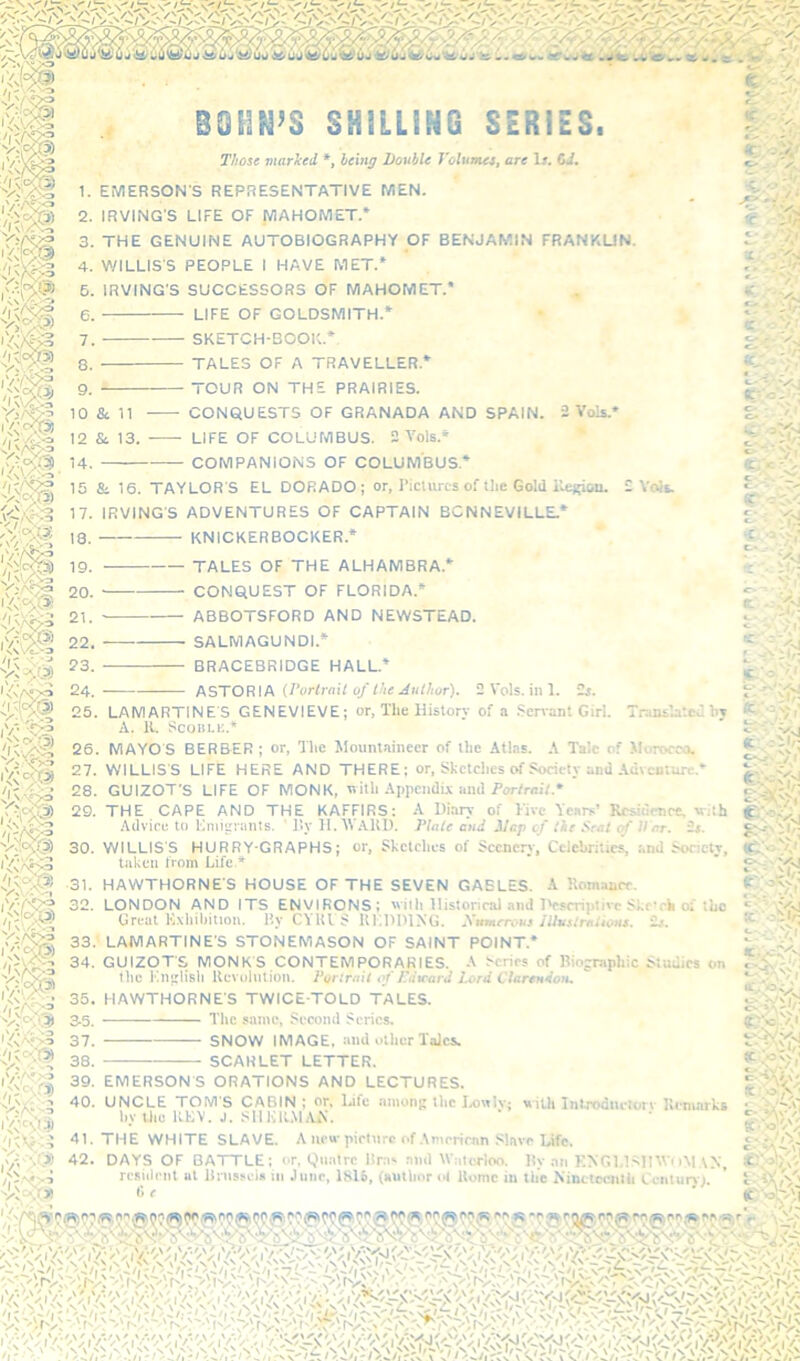 BOHN'S SHILLING SERIES.
Those marked *, being Double Volumes, are 1s. 6d.
1. EMERSON'S REPRESENTATIVE MEN.
2. IRVING'S LIFE OF MAHOMET.*
3. THE GENUINE AUTOBIOGRAPHY OF BENJAMIN FRANKLIN.
4. WILLIS'S PEOPLE I HAVE MET.*
5. IRVING'S SUCCESSORS OF MAHOMET.*
6. ——— LIFE OF GOLDSMITH.*
7. ——— SKETCH-BOOK.*
8. ——— TALES OF A TRAVELLER.*
9. ——— TOUR ON THE PRAIRIES.
10 & 11 —— CONQUESTS OF GRANADA AND SPAIN. 2 Vols.*
12 & 13. —— LIFE OF COLUMBUS. 2 Vols.*
14. ——— COMPANIONS OF COLUMBUS.*
15 & 16. TAYLOR'S EL DORADO; or, Pictures of the Gold Region. 2 Vols.
17. IRVING'S ADVENTURES OF CAPTAIN BONNEVILLE.*
18. ——— KNICKERBOCKER.*
19. ——— TALES OF THE ALHAMBRA.*
20. ——— CONQUEST OF FLORIDA.*
21. ——— ABBOTSFORD AND NEWSTEAD.
22. ——— SALMAGUNDI.*
23. ——— BRACEBRIDGE HALL.*
24. ——— ASTORIA (Portrait of the Author). 2 Vols. in 1. 2s.
25. LAMARTINE'S GENEVIEVE; or, The History of a Servant Girl. Translated by
A. R. SCOBLE.*
26. MAYO'S BERBER; or, The Mountaineer of the Atlas. A Tale of Morocco.
27. WILLIS'S LIFE HERE AND THERE; or, Sketches of Society and Adventure.*
28. GUIZOT'S LIFE OF MONK, with Appendix and Portrait.*
29. THE CAPE AND THE KAFFIRS: A Diary of Five Years' Residence, with
Advice to Emigrants. By H. WARD. Plate and Map of the Seat of War. 2s.
30. WILLIS'S HURRY-GRAPHS; or, Sketches of Scenery, Celebrities, and Society,
taken from Life.*
31. HAWTHORNE'S HOUSE OF THE SEVEN GABLES. A Romance.
32. LONDON AND ITS ENVIRONS; with Historical and Descriptive Sketch of the
Great Exhibition. By CYRUS REDDING. Numerous Illustrations. 2s.
33. LAMARTINE'S STONEMASON OF SAINT POINT.*
34. GUIZOT'S MONK'S CONTEMPORARIES. A Series of Biographic Studies on
the English Revolution. Portrait of Edward Lord Clarendon.
35. HAWTHORNE'S TWICE-TOLD TALES.
36. ——— The same, Second Series.
37. ——— SNOW IMAGE, and other Tales.
38. ——— SCARLET LETTER.
39. EMERSON'S ORATIONS AND LECTURES.
40. UNCLE TOM'S CABIN; or, Life among the Lowly; with Introductory Remarks
by the REV. J. SHERMAN.
41. THE WHITE SLAVE. A new picture of American Slave Life.
42. DAYS OF BATTLE; or, Quatre Bras and Waterloo. By an ENGLISHWOMAN,
resident at Brussels in June, 1815, (author of Rome in the Nineteenth Century).